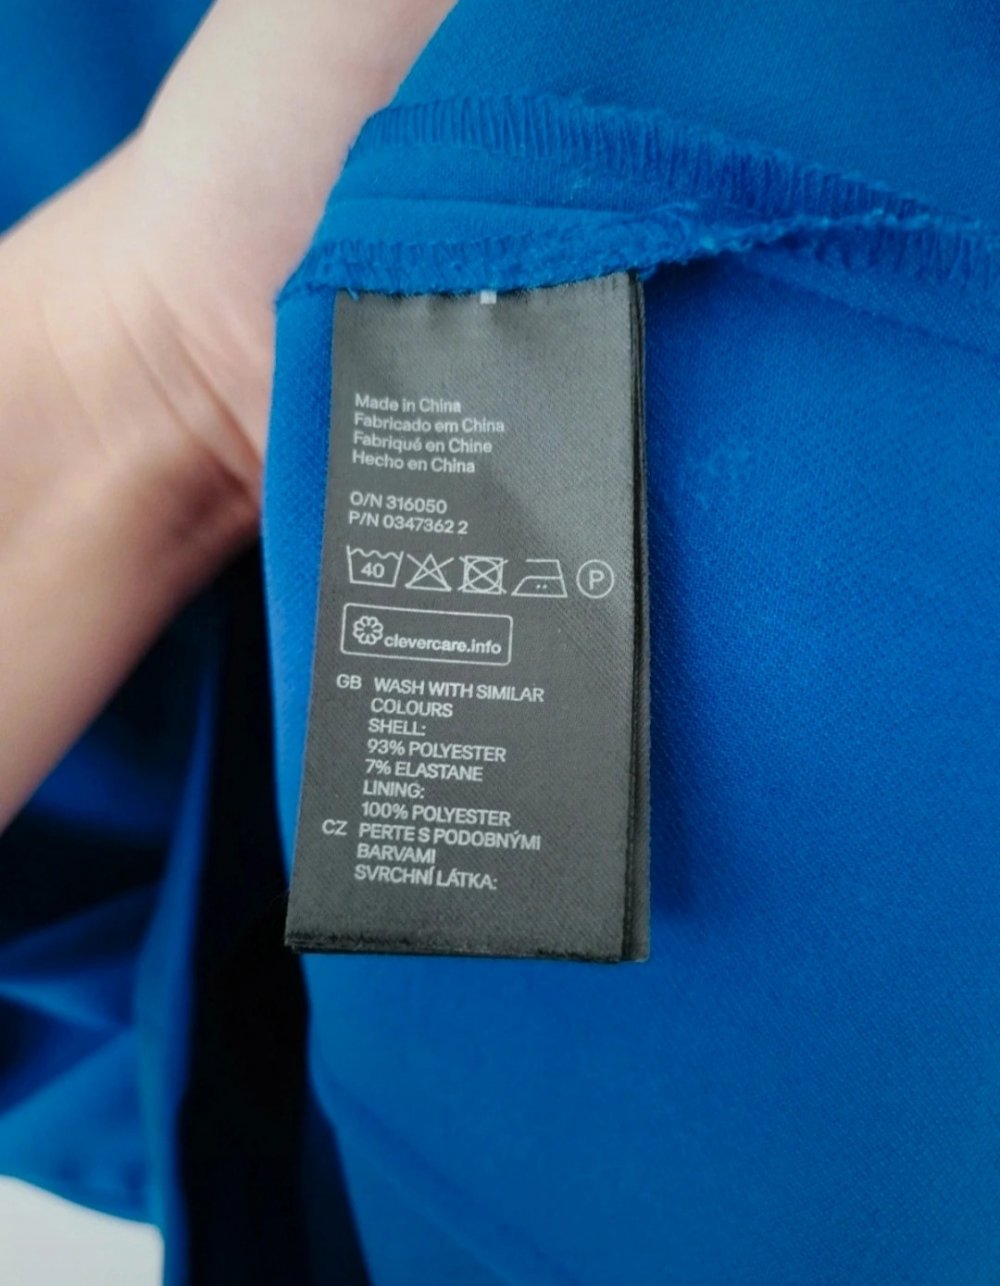 Made in China
Fabricado em China
Fabriqué en Chine
Hecho en China
O/N 316050
P/N 0347362 2
40 P
clevercare.info
GB WASH WITH SIMILAR
COLOURS
SHELL:
93% POLYESTER
7% ELASTANE
LINING:
100% POLYESTER
CZ PERTE S PODOBNÝMI
BARVAMI
SVRCHNÍ LÁTKA: